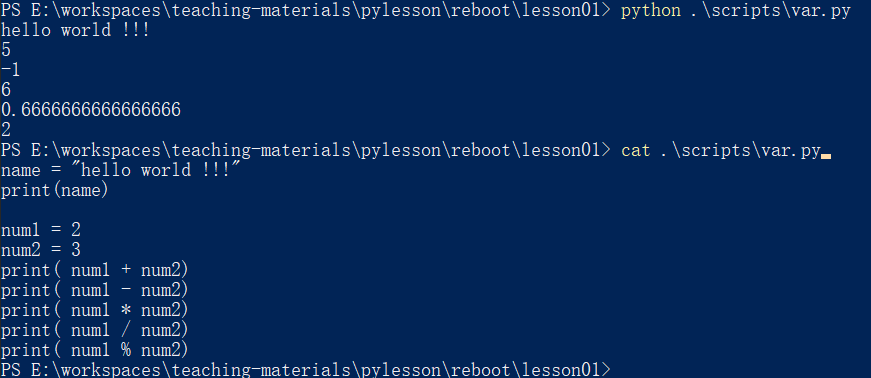 PS E:\workspaces\teaching-materials\pylesson\reboot\lesson01> python .\scripts\var.py
hello world !!!
5
-1
6
0.6666666666666666
2
PS E:\workspaces\teaching-materials\pylesson\reboot\lesson01> cat .\scripts\var.py
name = "hello world !!!"
print(name)

num1 = 2
num2 = 3
print( num1 + num2)
print( num1 - num2)
print( num1 * num2)
print( num1 / num2)
print( num1 % num2)
PS E:\workspaces\teaching-materials\pylesson\reboot\lesson01>